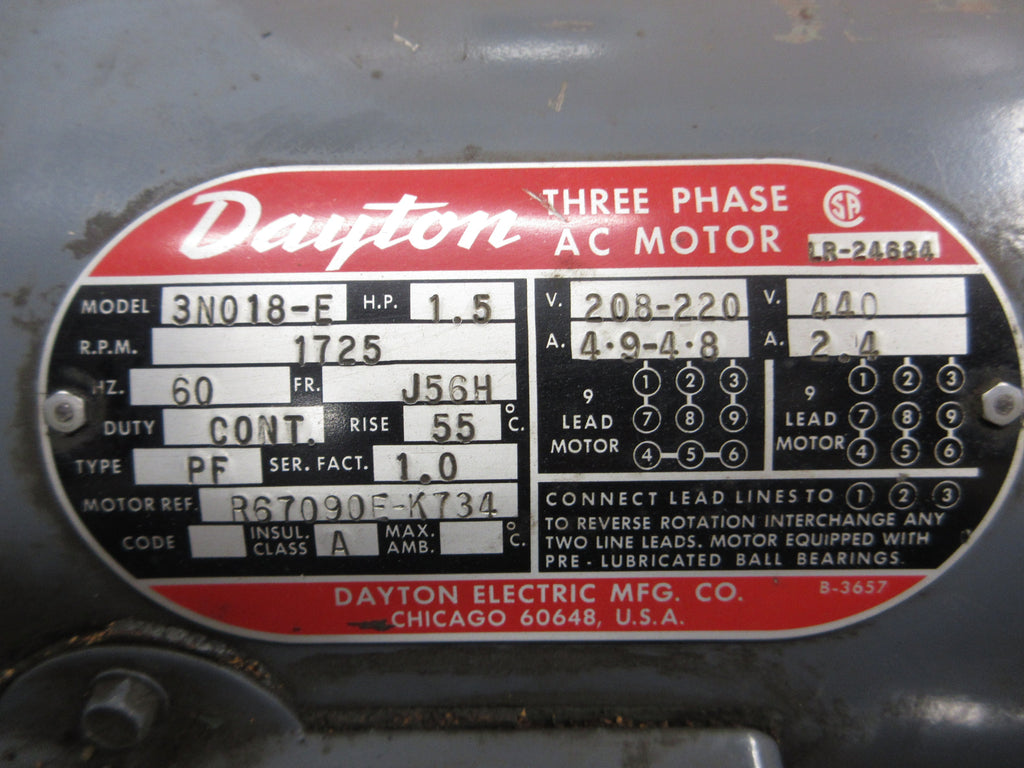 Dayton THREE PHASE
AC MOTOR
CSA
LR-24684
MODEL 3N018-E H.P. 1.5
R.P.M. 1725
HZ. 60 FR. J56H
DUTY CONT. RISE 55 °C.
TYPE PF SER. FACT. 1.0
MOTOR REF. R67090E-K734
CODE INSUL. CLASS A MAX. AMB. °C.
V. 208-220 V. 440
A. 4.9-4.8 A. 2.4
9 LEAD MOTOR
1 2 3
7 8 9
4 5 6
9 LEAD MOTOR
1 2 3
7 8 9
4 5 6
CONNECT LEAD LINES TO 1 2 3
TO REVERSE ROTATION INTERCHANGE ANY
TWO LINE LEADS. MOTOR EQUIPPED WITH
PRE-LUBRICATED BALL BEARINGS.
DAYTON ELECTRIC MFG. CO.
CHICAGO 60648, U.S.A.
B-3657